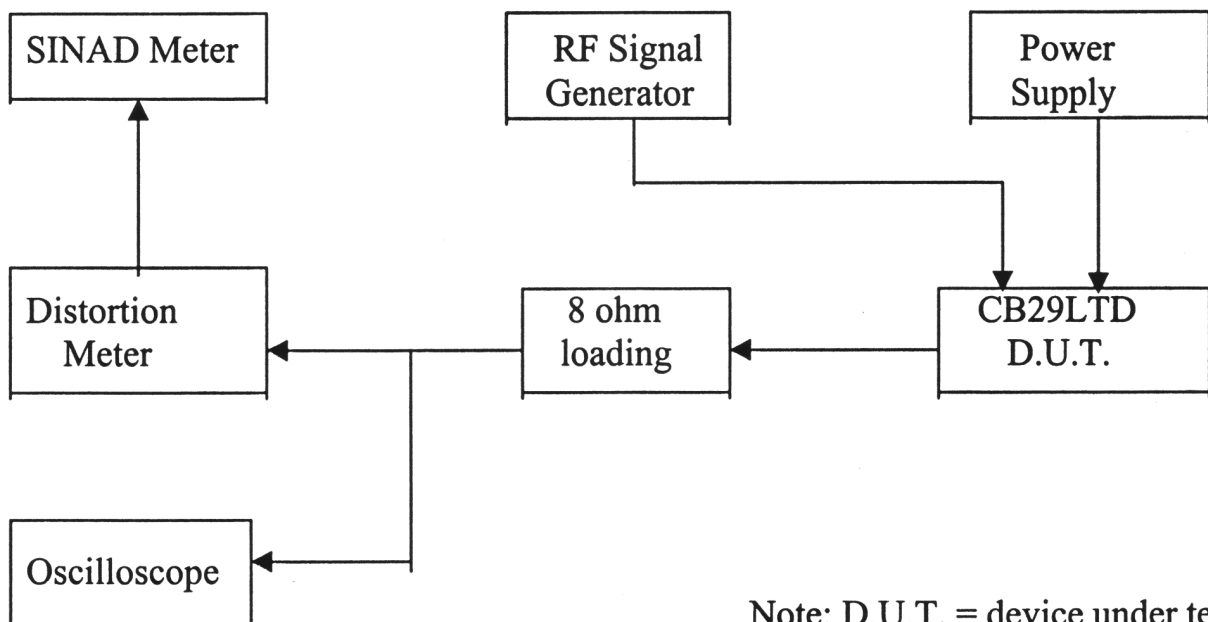 SINAD Meter
RF Signal
Generator
Power
Supply
Distortion
Meter
8 ohm
loading
CB29LTD
D.U.T.
Oscilloscope
Note: D.U.T. = device under te